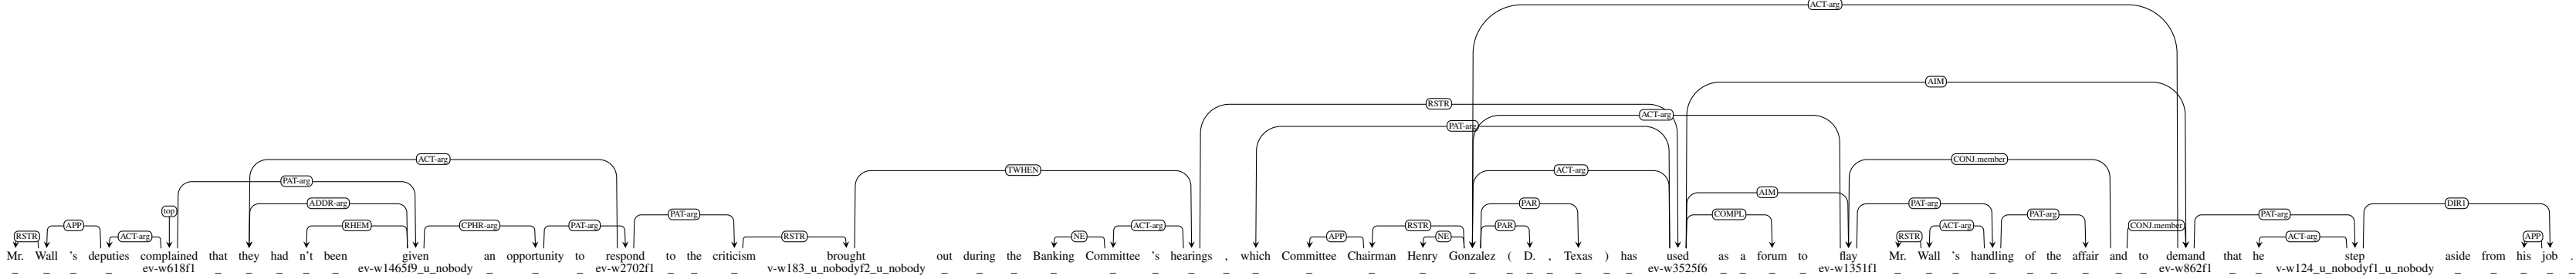 ACT-arg
AIM
RSTR
ACT-arg
PAT-arg
ACT-arg CONJ.member
TWHEN ACT-arg
PAT-arg
AIM
ADDR-arg PAR PAT-arg DIR1
top PAT-arg COMPL PAT-arg PAT-arg
APP RHEM CPHR-arg PAT-arg ACT-arg RSTR PAR ACT-arg CONJ.member
RSTR ACT-arg RSTR NE APP NE RSTR ACT-arg APP
Mr. Wall 's deputies complained that they had n't been given an opportunity to respond to the criticism brought out during the Banking Committee 's hearings , which Committee Chairman Henry Gonzalez ( D. , Texas ) has used as a forum to flay Mr. Wall 's handling of the affair and to demand that he step aside from his job
_ _ _ _ ev-w618f1 _ _ _ _ _ ev-w1465f9_u_nobody _ _ _ ev-w2702f1 _ _ _ v-w183_u_nobodyf2_u_nobody _ _ _ _ _ _ _ _ _ _ _ _ _ _ _ _ _ _ _ _ ev-w3525f6 _ _ _ _ ev-w1351f1 _ _ _ _ _ _ _ _ _ ev-w862f1 _ _ v-w124_u_nobodyf1_u_nobody _ _ _ _